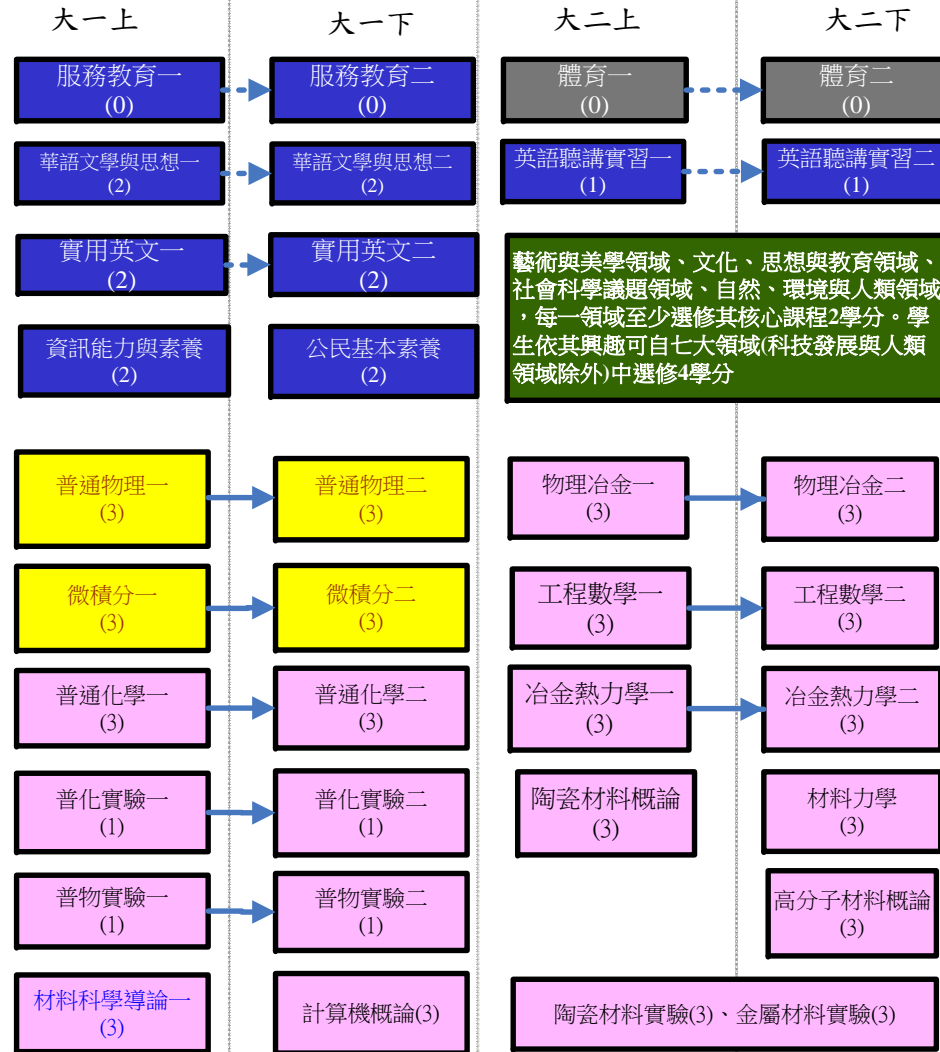 大一上
大一下
大二上
大二下
服務教育一
(0)
服務教育二
(0)
體育一
(0)
體育二
(0)
華語文學與思想一
(2)
華語文學與思想二
(2)
英語聽講實習一
(1)
英語聽講實習二
(1)
實用英文一
(2)
實用英文二
(2)
藝術與美學領域、文化、思想與教育領域、
社會科學議題領域、自然、環境與人類領域
，每一領域至少選修其核心課程2學分。學
生依其興趣可自七大領域(科技發展與人類
領域除外)中選修4學分
資訊能力與素養
(2)
公民基本素養
(2)
普通物理一
(3)
普通物理二
(3)
物理冶金一
(3)
物理冶金二
(3)
微積分一
(3)
微積分二
(3)
工程數學一
(3)
工程數學二
(3)
普通化學一
(3)
普通化學二
(3)
冶金熱力學一
(3)
冶金熱力學二
(3)
普化實驗一
(1)
普化實驗二
(1)
陶瓷材料概論
(3)
材料力學
(3)
普物實驗一
(1)
普物實驗二
(1)
高分子材料概論
(3)
材料科學導論一
(3)
計算機概論(3)
陶瓷材料實驗(3)、金屬材料實驗(3)